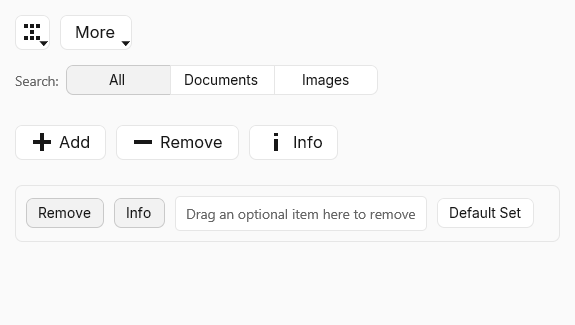 More
Search: All Documents Images
Add Remove Info
Remove Info Drag an optional item here to remove Default Set